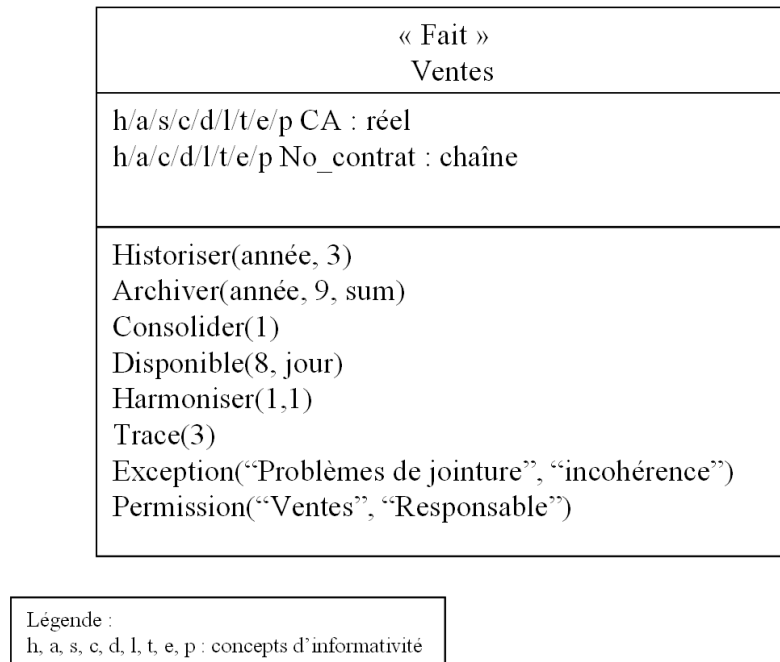 « Fait »
Ventes
h/a/s/c/d/l/t/e/p CA : réel
h/a/c/d/l/t/e/p No_contrat : chaîne
Historiser(année, 3)
Archiver(année, 9, sum)
Consolider(1)
Disponible(8, jour)
Harmoniser(1,1)
Trace(3)
Exception(“Problèmes de jointure”, “incohérence”)
Permission(“Ventes”, “Responsable”)
Légende :
h, a, s, c, d, l, t, e, p : concepts d’informativité